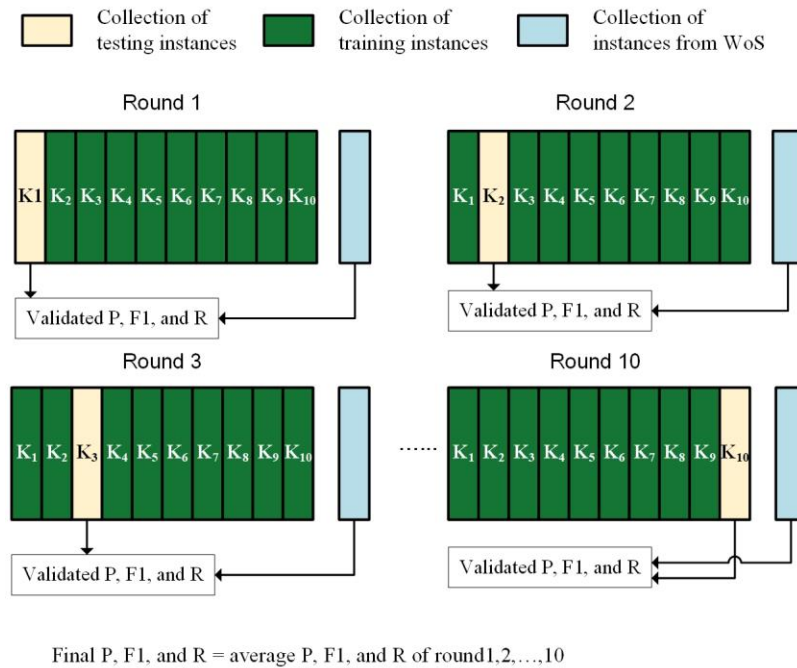 Collection of
testing instances
Collection of
training instances
Collection of
instances from WoS
Round 1
K1 K₂ K₃ K₄ K₅ K₆ K₇ K₈ K₉ K₁₀
Validated P, F1, and R
Round 2
K₁ K₂ K₃ K₄ K₅ K₆ K₇ K₈ K₉ K₁₀
Validated P, F1, and R
Round 3
K₁ K₂ K₃ K₄ K₅ K₆ K₇ K₈ K₉ K₁₀
Validated P, F1, and R
......
Round 10
K₁ K₂ K₃ K₄ K₅ K₆ K₇ K₈ K₉ K₁₀
Validated P, F1, and R
Final P, F1, and R = average P, F1, and R of round1,2,...,10